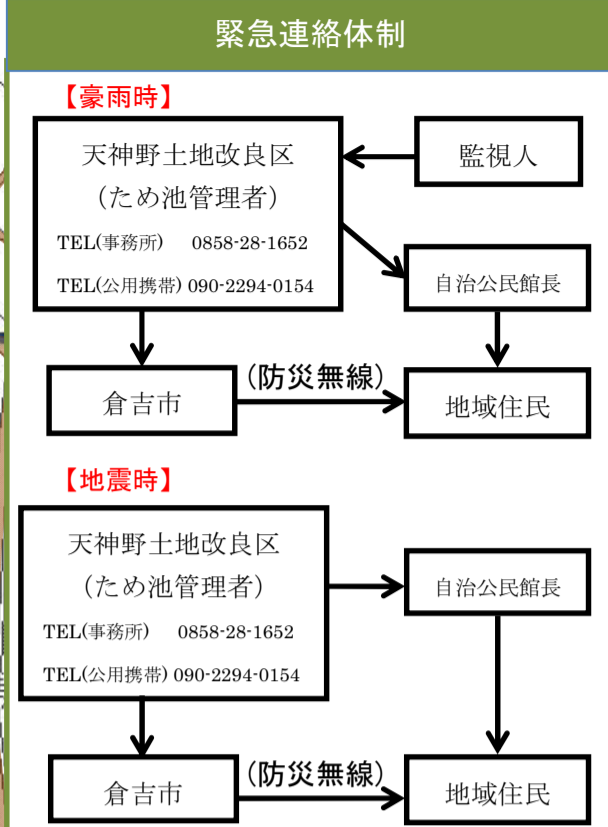 緊急連絡体制
【豪雨時】
天神野土地改良区
(ため池管理者)
TEL(事務所) 0858-28-1652
TEL(公用携帯) 090-2294-0154
監視人
自治公民館長
倉吉市
(防災無線)
地域住民
【地震時】
天神野土地改良区
(ため池管理者)
TEL(事務所) 0858-28-1652
TEL(公用携帯) 090-2294-0154
自治公民館長
倉吉市
(防災無線)
地域住民